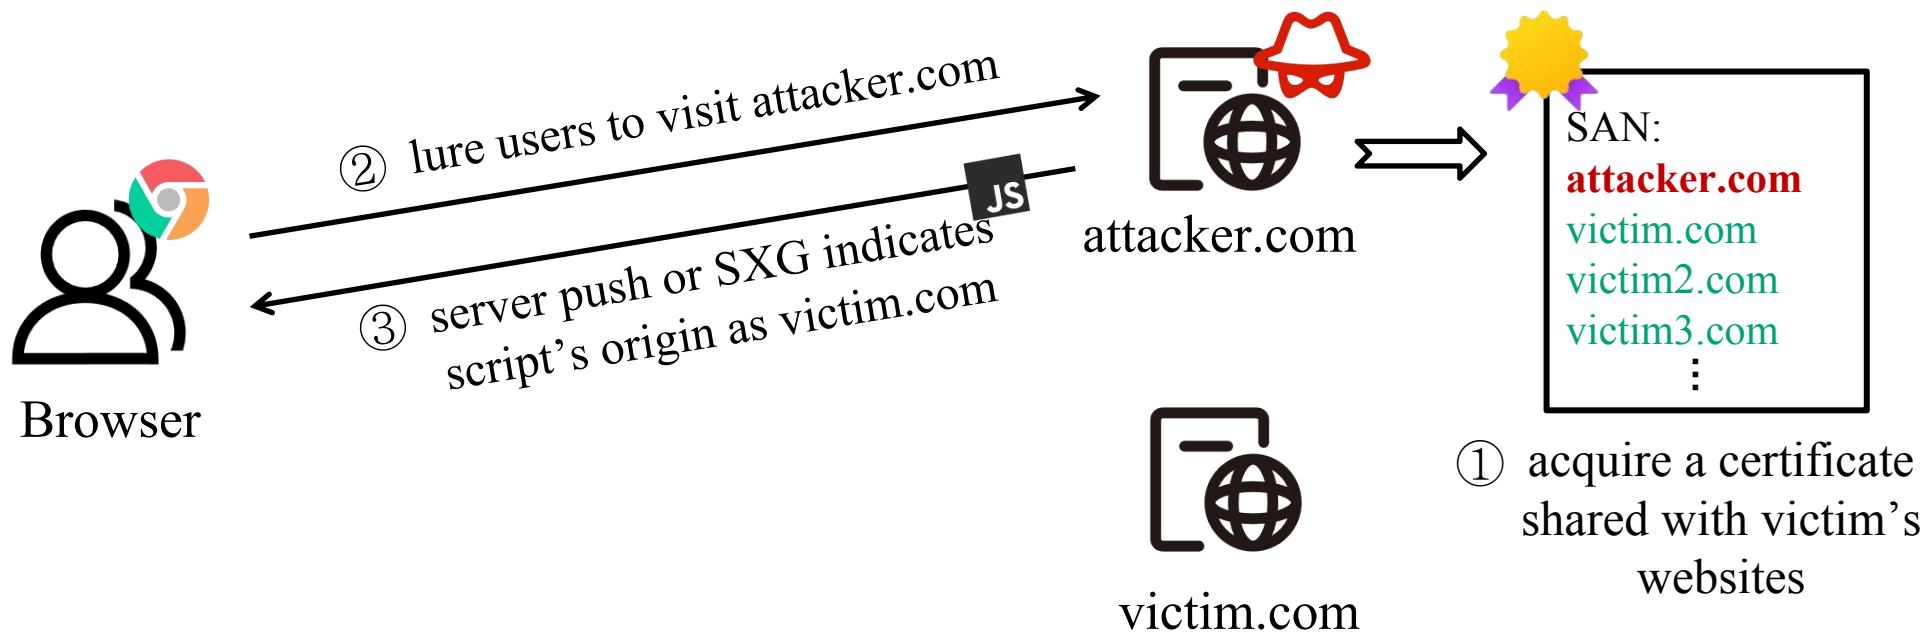 ② lure users to visit attacker.com
JS
③ server push or SXG indicates
script’s origin as victim.com
Browser
attacker.com
victim.com
SAN:
attacker.com
victim.com
victim2.com
victim3.com
⋮
① acquire a certificate
shared with victim’s
websites